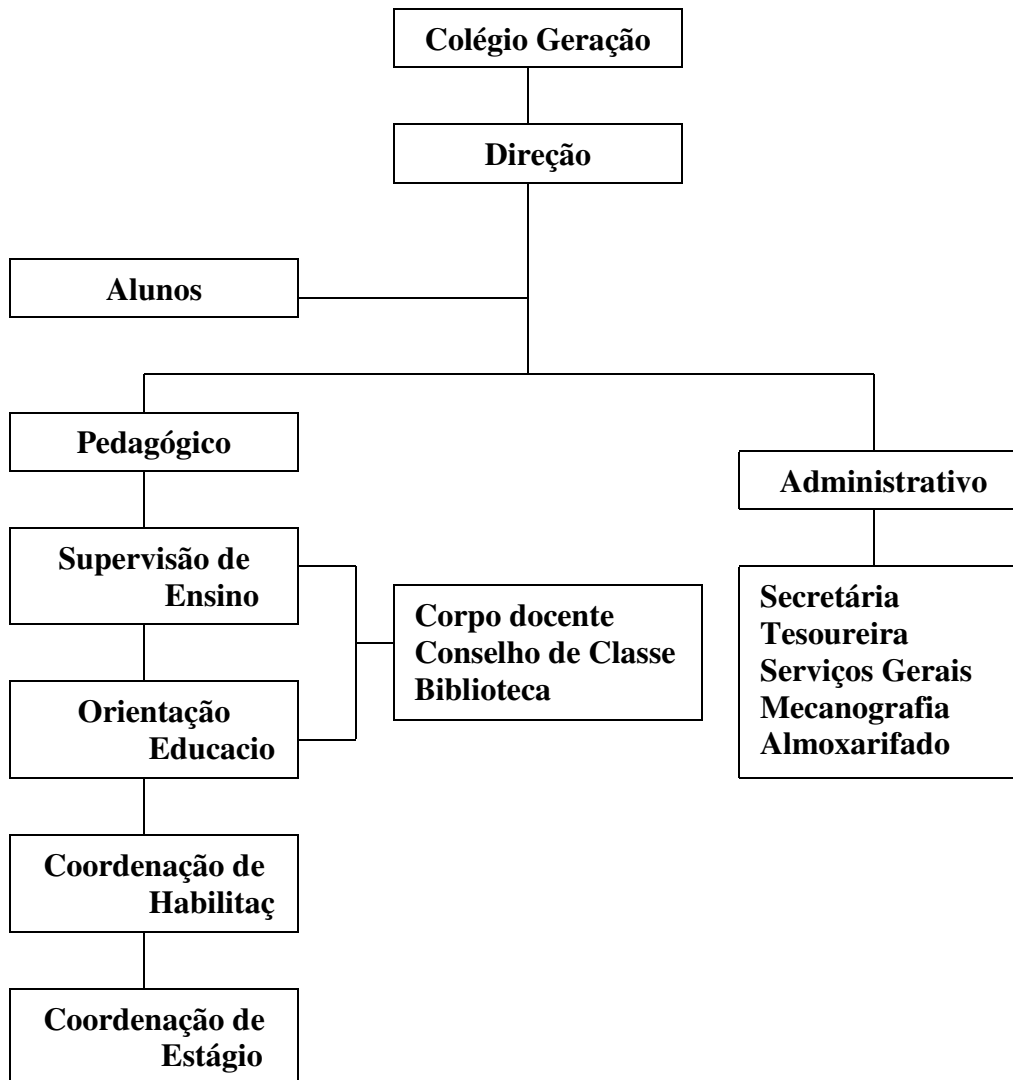 Colégio Geração
Direção
Alunos
Pedagógico
Administrativo
Supervisão de
Ensino
Corpo docente
Conselho de Classe
Biblioteca
Secretária
Tesoureira
Serviços Gerais
Mecanografia
Almoxarifado
Orientação
Educacio
Coordenação de
Habilitaç
Coordenação de
Estágio